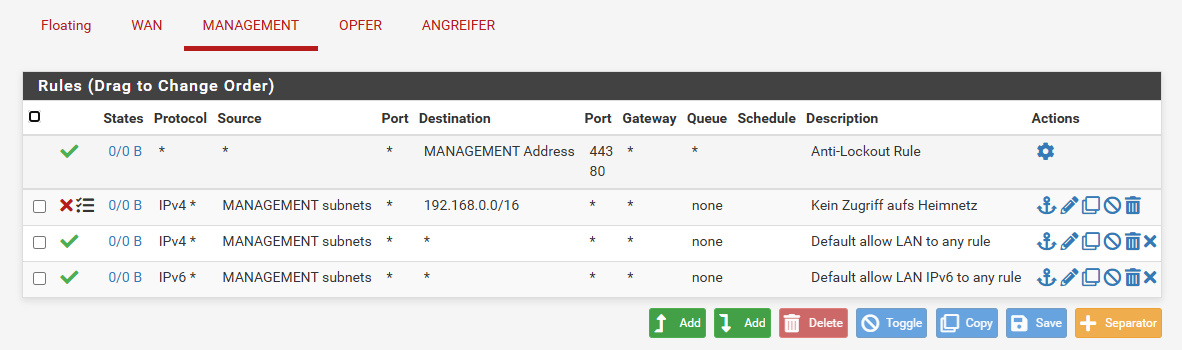 Floating WAN MANAGEMENT OPFER ANGREIFER
Rules (Drag to Change Order)
States Protocol Source Port Destination Port Gateway Queue Schedule Description Actions
0/0 B * * * MANAGEMENT Address 443 * * Anti-Lockout Rule
80
0/0 B IPv4 * MANAGEMENT subnets * 192.168.0.0/16 * * none Kein Zugriff aufs Heimnetz
0/0 B IPv4 * MANAGEMENT subnets * * * * none Default allow LAN to any rule
0/0 B IPv6 * MANAGEMENT subnets * * * * none Default allow LAN IPv6 to any rule
Add Add Delete Toggle Copy Save Separator